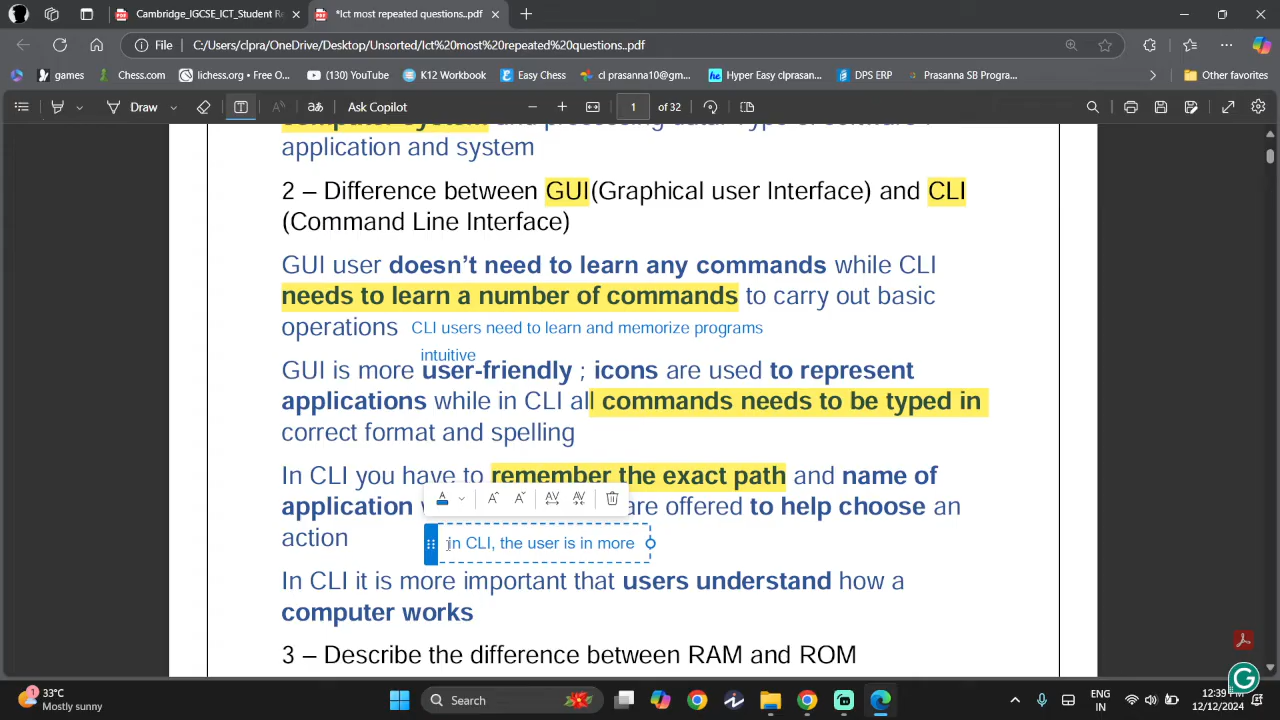 Cambridge_IGCSE_ICT_Student Re
*Ict most repeated questions..pdf
File
C:/Users/clpra/OneDrive/Desktop/Unsorted/Ict%20most%20repeated%20questions..pdf
games
Chess.com
lichess.org • Free O...
(130) YouTube
K12 Workbook
Easy Chess
cl prasanna10@gm...
Hyper Easy clprasan...
DPS ERP
Prasanna SB Progra...
Other favorites
Draw
Ask Copilot
1 of 32
application and system
2 – Difference between GUI(Graphical user Interface) and CLI
(Command Line Interface)
GUI user doesn’t need to learn any commands while CLI
needs to learn a number of commands to carry out basic
operations CLI users need to learn and memorize programs
intuitive
GUI is more user-friendly ; icons are used to represent
applications while in CLI all commands needs to be typed in
correct format and spelling
In CLI you have to remember the exact path and name of
application are offered to help choose an
action
in CLI, the user is in more
In CLI it is more important that users understand how a
computer works
3 – Describe the difference between RAM and ROM
1
33°C
Mostly sunny
Search
ENG
IN
12:39 PM
12/12/2024